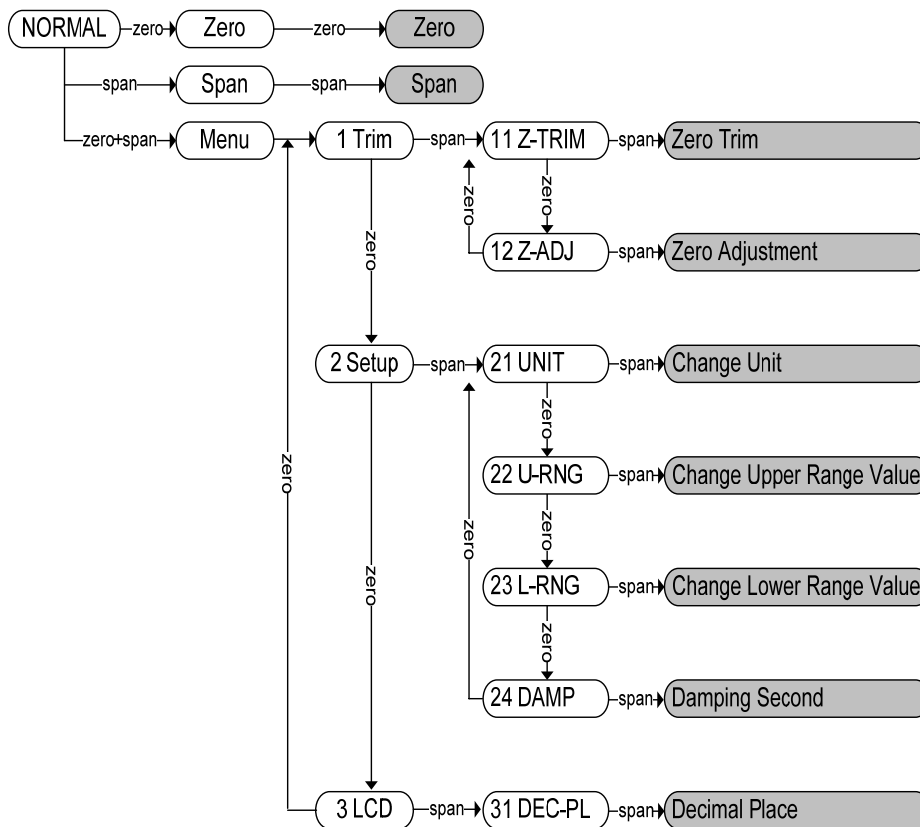 NORMAL zero Zero zero Zero
span Span span Span
zero+span Menu 1 Trim span 11 Z-TRIM span Zero Trim
zero zero
zero
12 Z-ADJ span Zero Adjustment
2 Setup span 21 UNIT span Change Unit
zero
22 U-RNG span Change Upper Range Value
zero zero zero
zero
23 L-RNG span Change Lower Range Value
zero
24 DAMP span Damping Second
3 LCD span 31 DEC-PL span Decimal Place